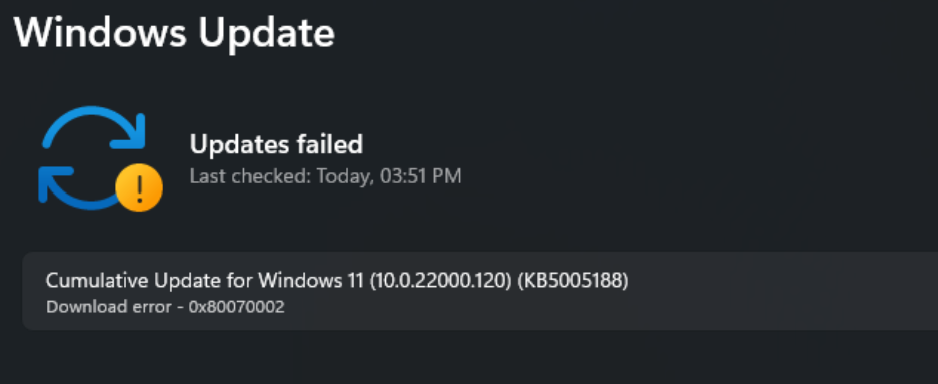 Windows Update
Updates failed
Last checked: Today, 03:51 PM
Cumulative Update for Windows 11 (10.0.22000.120) (KB5005188)
Download error - 0x80070002